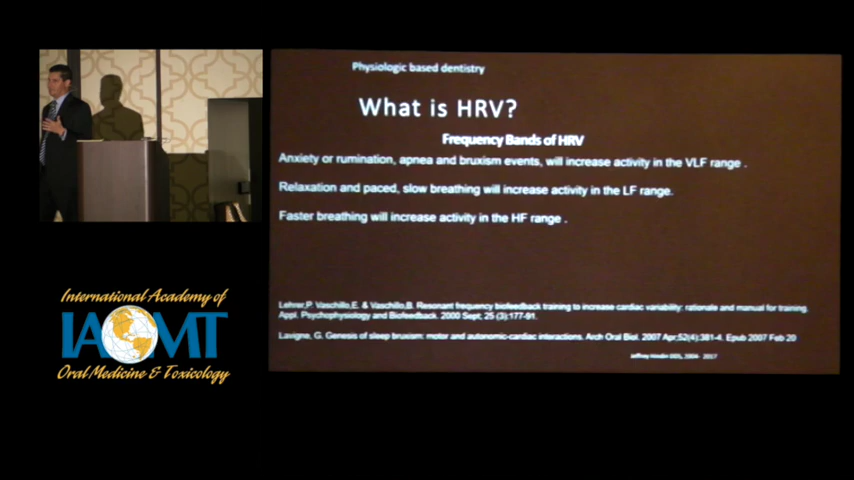 Physiologic based dentistry
What is HRV?
Frequency Bands of HRV
Anxiety or rumination, apnea and bruxism events, will increase activity in the VLF range .
Relaxation and paced, slow breathing will increase activity in the LF range.
Faster breathing will increase activity in the HF range .
Lehrer,P. Vaschillo,E. & Vaschillo,B. Resonant frequency biofeedback training to increase cardiac variability: rationale and manual for training.
Appl. Psychophysiology and Biofeedback. 2000 Sept; 25 (3):177-91.
Lavigne, G. Genesis of sleep bruxism: motor and autonomic-cardiac interactions. Arch Oral Biol. 2007 Apr;52(4):381-4. Epub 2007 Feb 20
Jeffrey
DDS, 2004- 2017
International Academy of
IAOMT
Oral Medicine & Toxicology